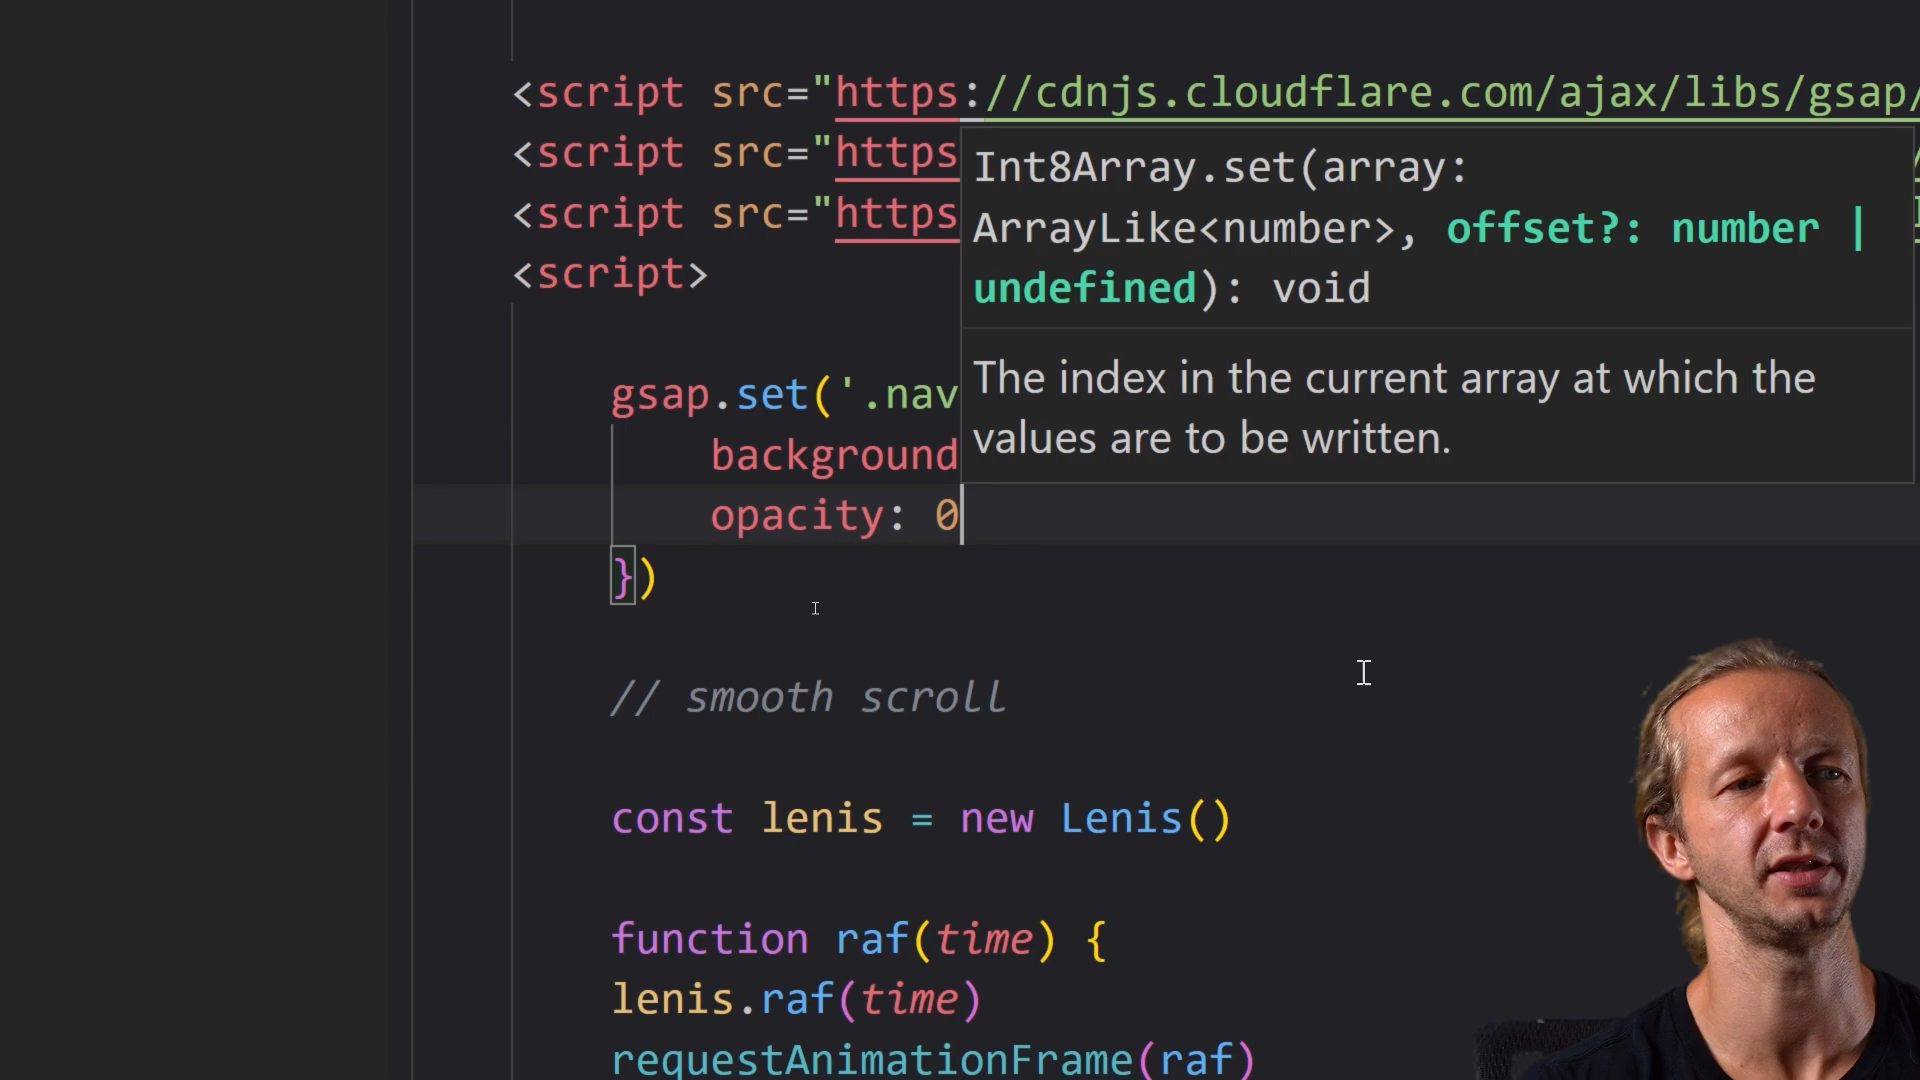 <script src="https://cdnjs.cloudflare.com/ajax/libs/gsap/
<script src="https
<script src="https
<script>
Int8Array.set(array:
ArrayLike<number>, offset?: number |
undefined): void
The index in the current array at which the
values are to be written.
gsap.set('.nav
background
opacity: 0
})
// smooth scroll
const lenis = new Lenis()
function raf(time) {
lenis.raf(time)
requestAnimationFrame(raf)